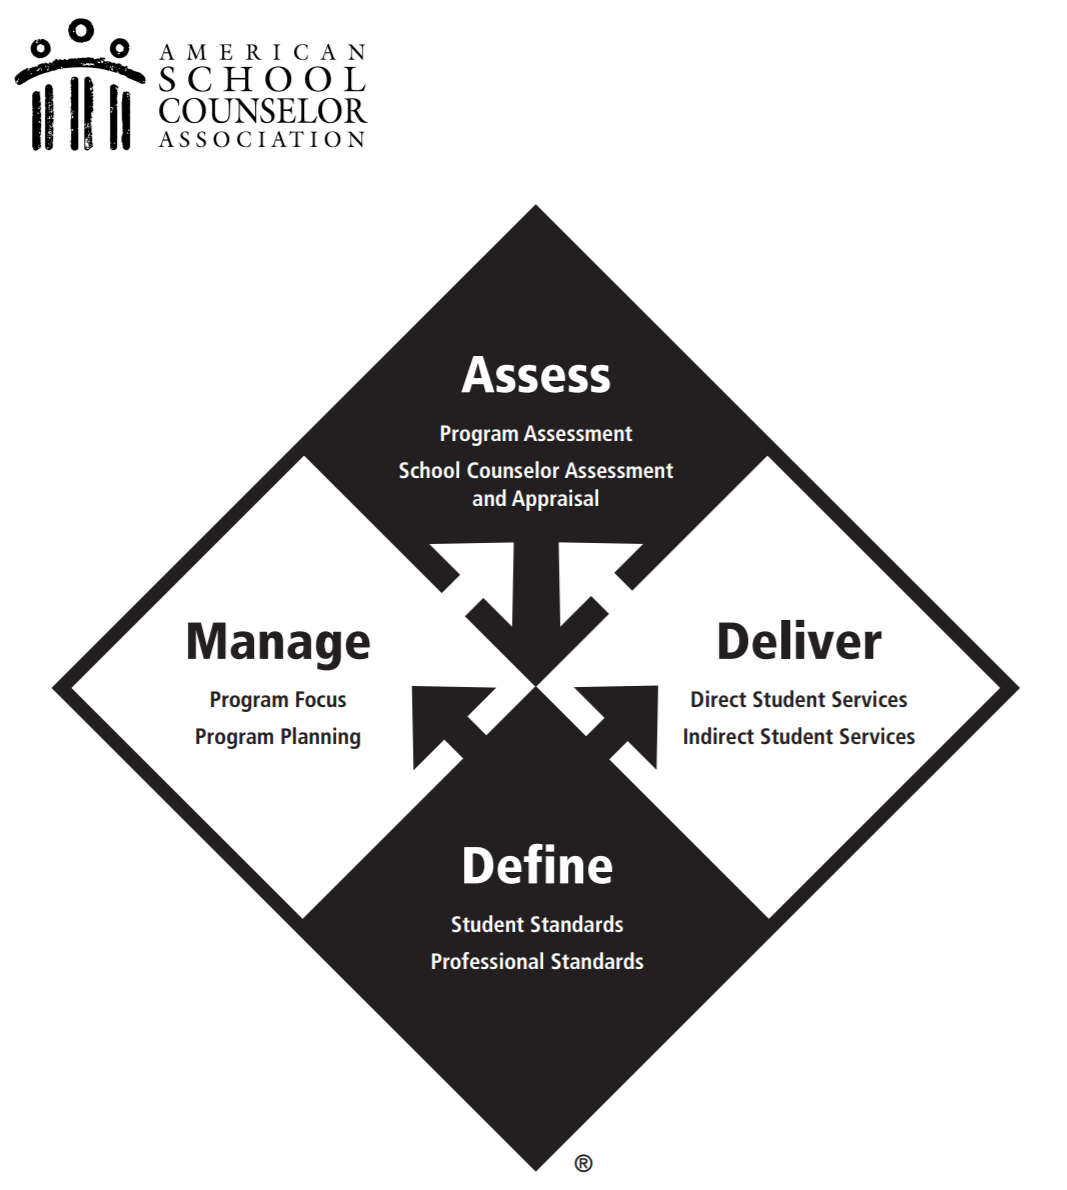 AMERICAN
SCHOOL
COUNSELOR
ASSOCIATION
Assess
Program Assessment
School Counselor Assessment
and Appraisal
Manage
Program Focus
Program Planning
Deliver
Direct Student Services
Indirect Student Services
Define
Student Standards
Professional Standards
®